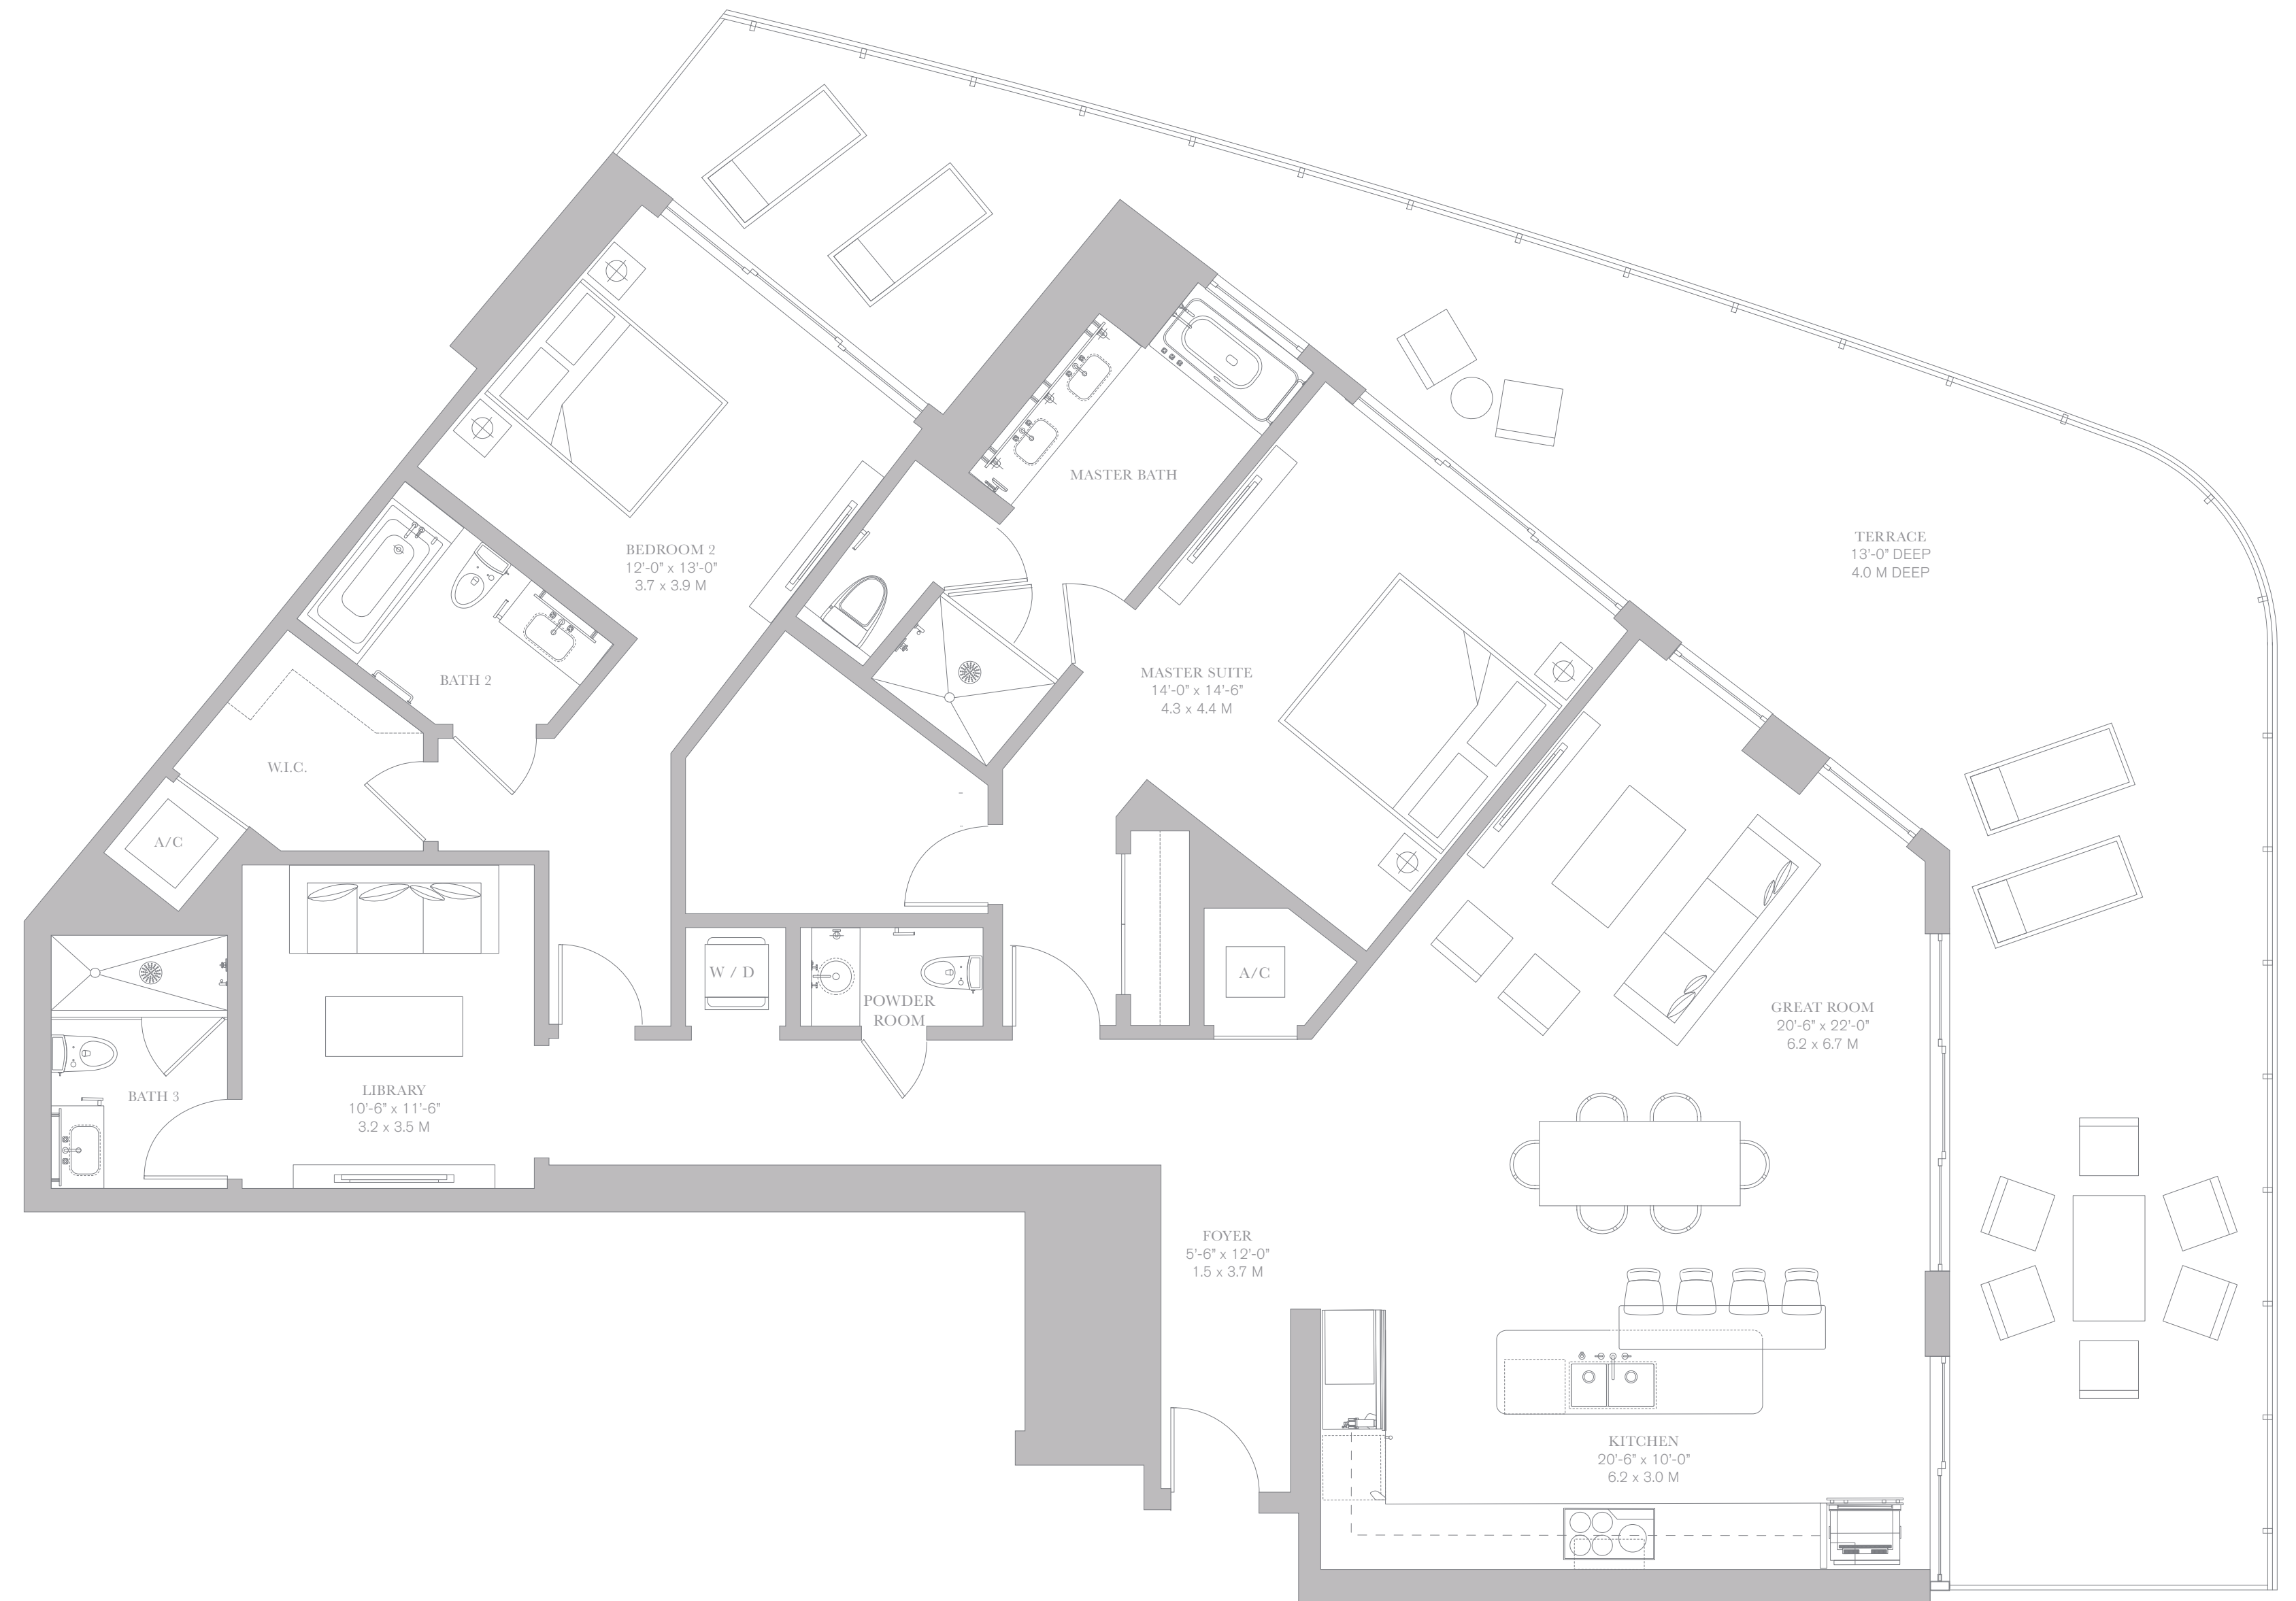 MASTER BATH
TERRACE
13'-0" DEEP
4.0 M DEEP
BEDROOM 2
12'-0" x 13'-0"
3.7 x 3.9 M
BATH 2
MASTER SUITE
14'-0" x 14'-6"
4.3 x 4.4 M
W.I.C.
A/C
W / D
POWDER
ROOM
A/C
GREAT ROOM
20'-6" x 22'-0"
6.2 x 6.7 M
BATH 3
LIBRARY
10'-6" x 11'-6"
3.2 x 3.5 M
FOYER
5'-6" x 12'-0"
1.5 x 3.7 M
KITCHEN
20'-6" x 10'-0"
6.2 x 3.0 M